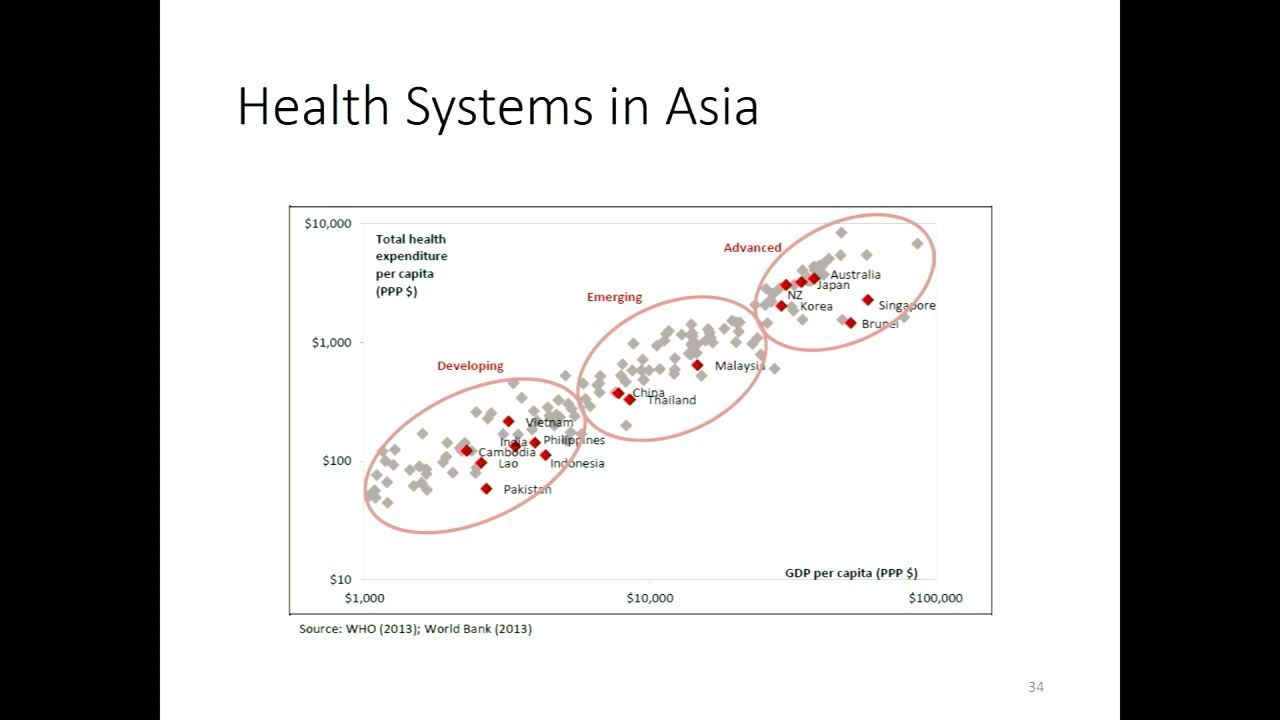 Health Systems in Asia
$10,000
Total health
expenditure
per capita
(PPP $)
Advanced
Australia
Japan
NZ
Emerging
Singapore
Korea
Brunei
$1,000
Developing
Malaysia
China
Thailand
Vietnam
India
Philippines
Cambodia
$100
Lao
Indonesia
Pakistan
GDP per capita (PPP $)
$10
$1,000
$10,000
$100,000
Source: WHO (2013); World Bank (2013)
34